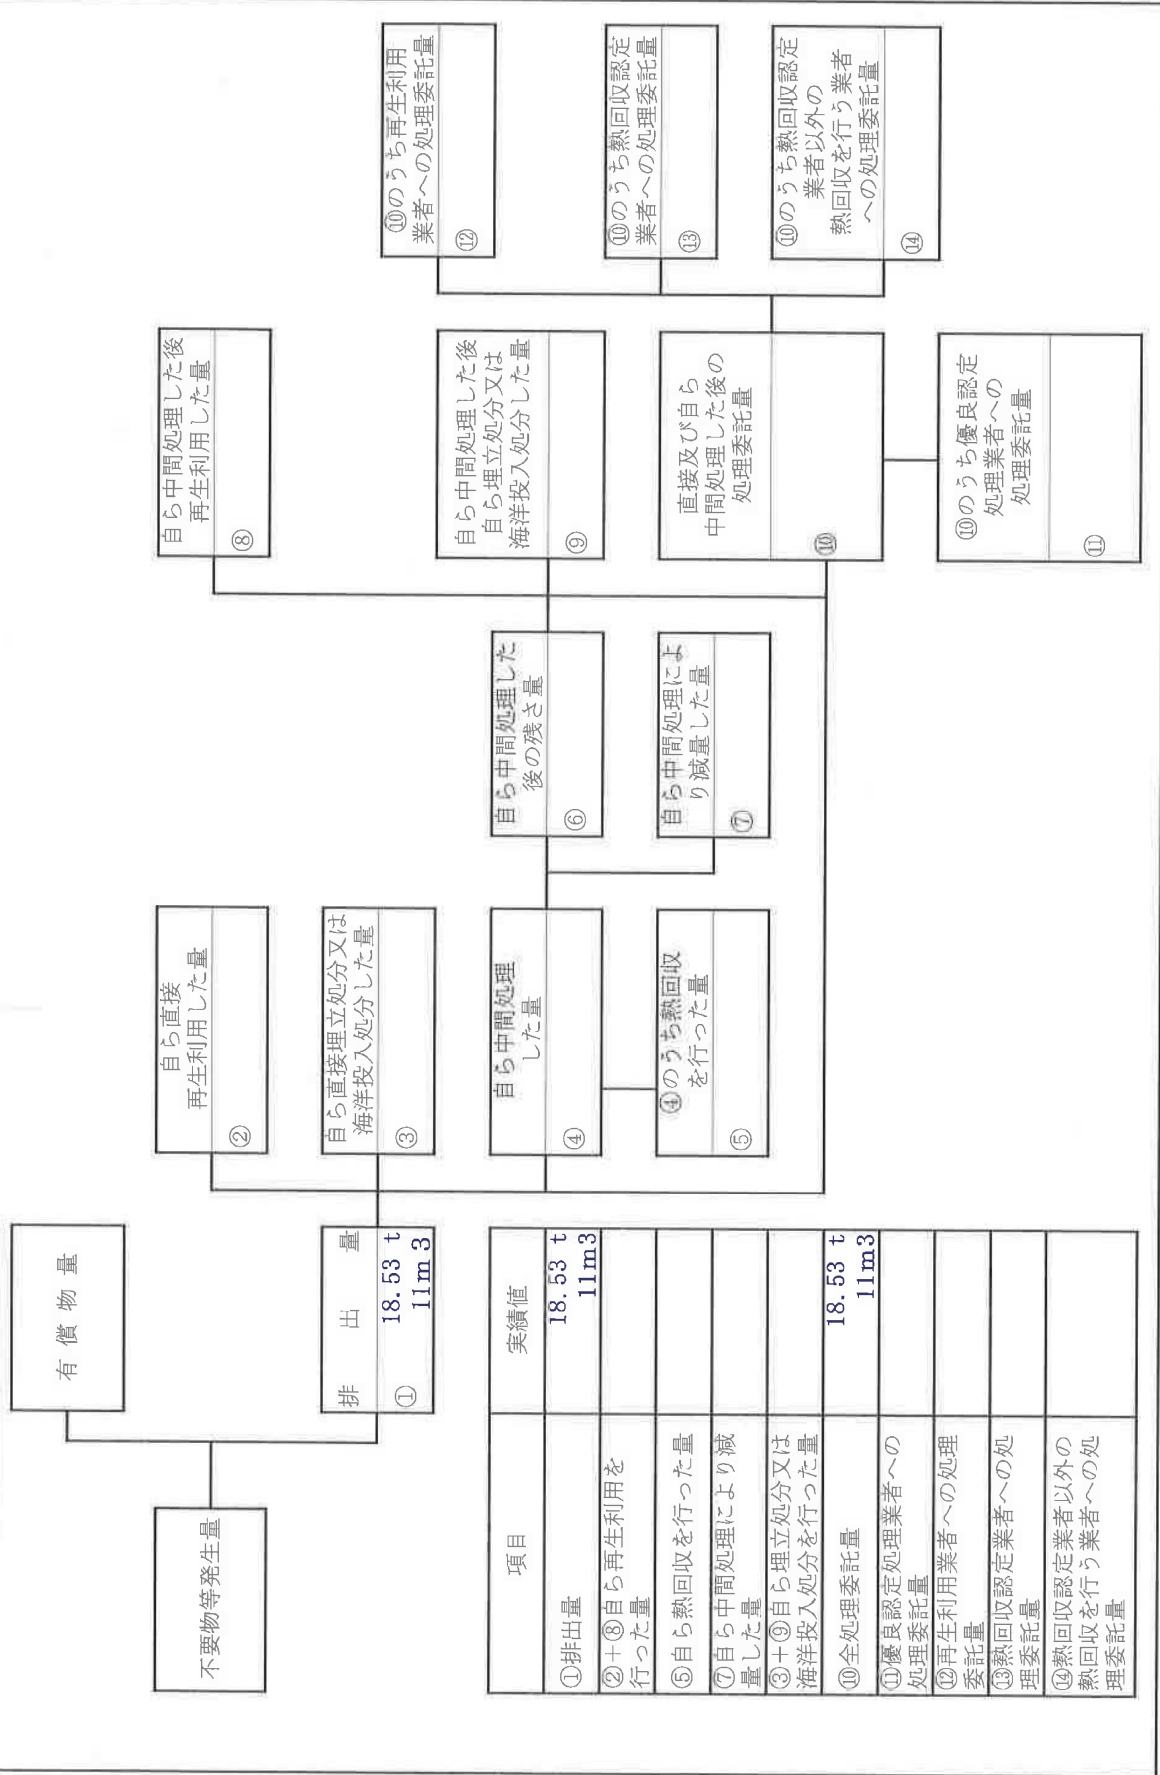 不要物等発生量
有償物量
排出量
①
18.53 t
11m3
自ら直接
再生利用した量
②
自ら直接埋立処分又は
海洋投入処分した量
③
自ら中間処理
した量
④
④のうち熱回収
を行った量
⑤
自ら中間処理した
後の残さ量
⑥
自ら中間処理によ
り減量した量
⑦
自ら中間処理した後
再生利用した量
⑧
自ら中間処理した後
自ら埋立処分又は
海洋投入処分した量
⑨
直接及び自ら
中間処理した後の
処理委託量
⑩
⑩のうち優良認定
処理業者への
処理委託量
⑪
⑩のうち再生利用
業者への処理委託量
⑫
⑩のうち熱回収認定
業者への処理委託量
⑬
⑩のうち熱回収認定
業者以外の
熱回収を行う業者
への処理委託量
⑭
項目 実績値
①排出量 18.53 t
11m3
②+⑧自ら再生利用を
行った量
⑤自ら熱回収を行った量
⑦自ら中間処理により減
量した量
③+⑨自ら埋立処分又は
海洋投入処分を行った量
⑩全処理委託量 18.53 t
11m3
⑪優良認定処理業者への
処理委託量
⑫再生利用業者への処理
委託量
⑬熱回収認定業者への処
理委託量
⑭熱回収認定業者以外の
熱回収を行う業者への処
理委託量